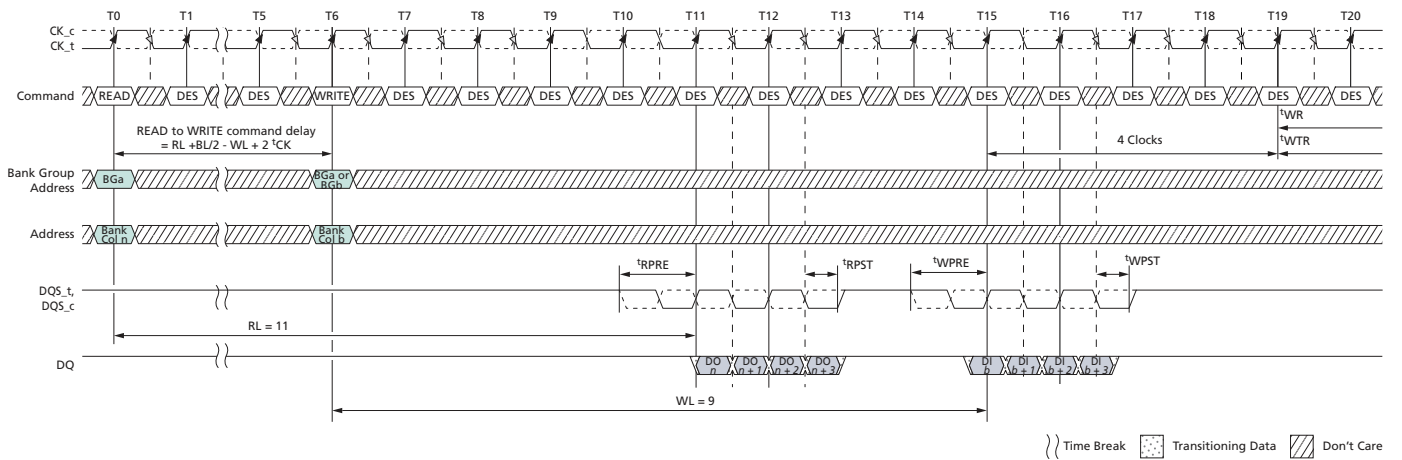 T0 T1 T5 T6 T7 T8 T9 T10 T11 T12 T13 T14 T15 T16 T17 T18 T19 T20
CK_c
CK_t
Command READ DES DES WRITE DES DES DES DES DES DES DES DES DES DES DES DES DES DES
tWR
READ to WRITE command delay
= RL +BL/2 - WL + 2 tCK
4 Clocks
tWTR
Bank Group
Address
BGa
BGa or
BGb
Address
Bank
Col n
Bank
Col b
tRPRE tRPST tWPRE tWPST
DQS_t,
DQS_c
RL = 11
DQ
DO
n
DO
n + 1
DO
n + 2
DO
n + 3
DI
b
DI
b + 1
DI
b + 2
DI
b + 3
WL = 9
Time Break Transitioning Data Don't Care